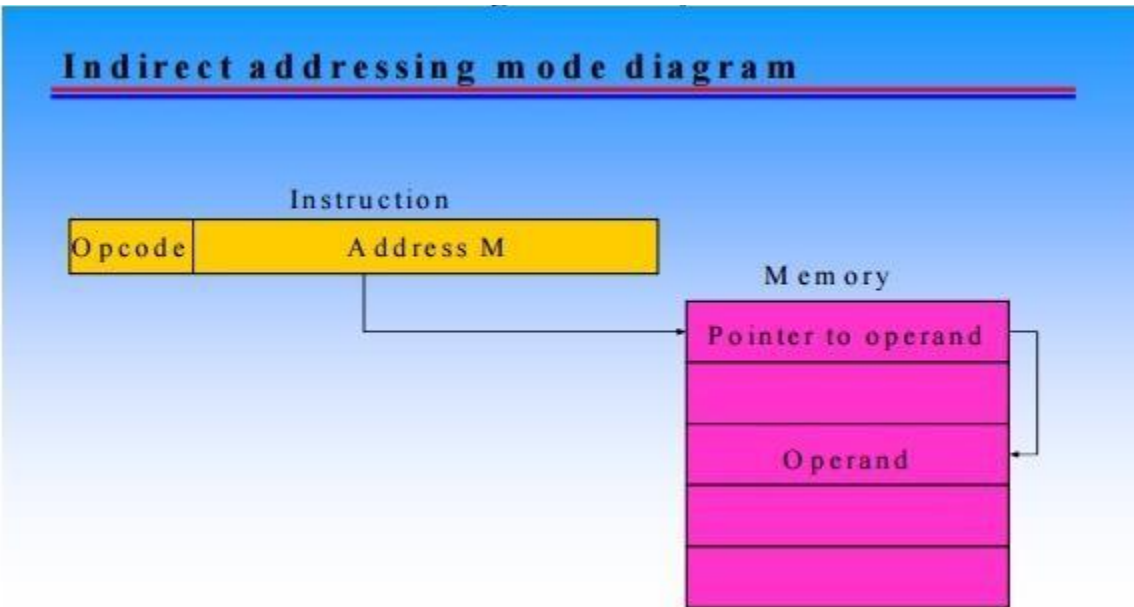 Indirect addressing mode diagram
Instruction
Opcode Address M
Memory
Pointer to operand
Operand